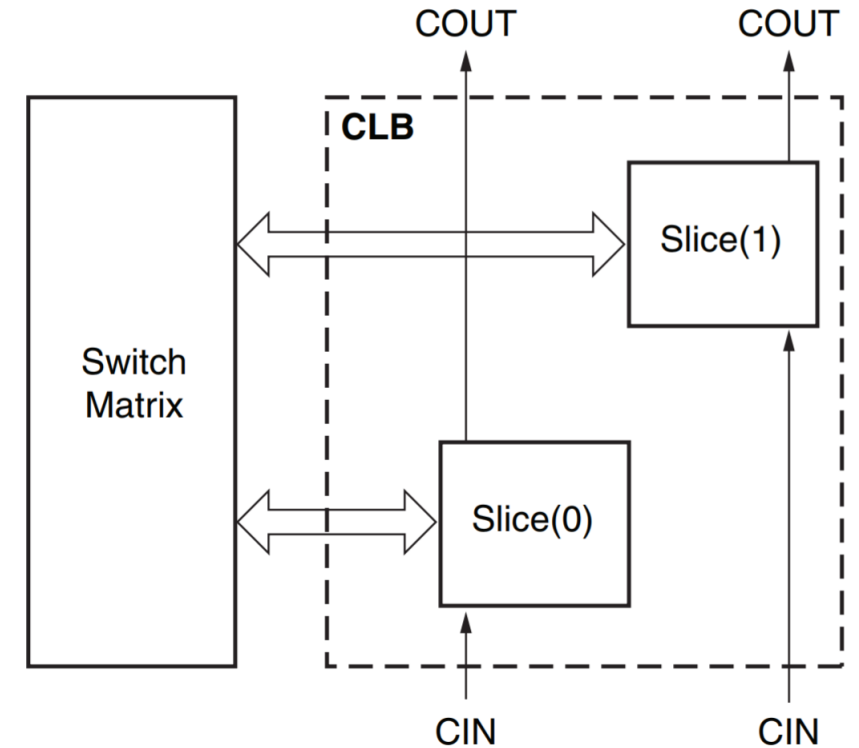 COUT
COUT
CLB
Slice(1)
Switch
Matrix
Slice(0)
CIN
CIN